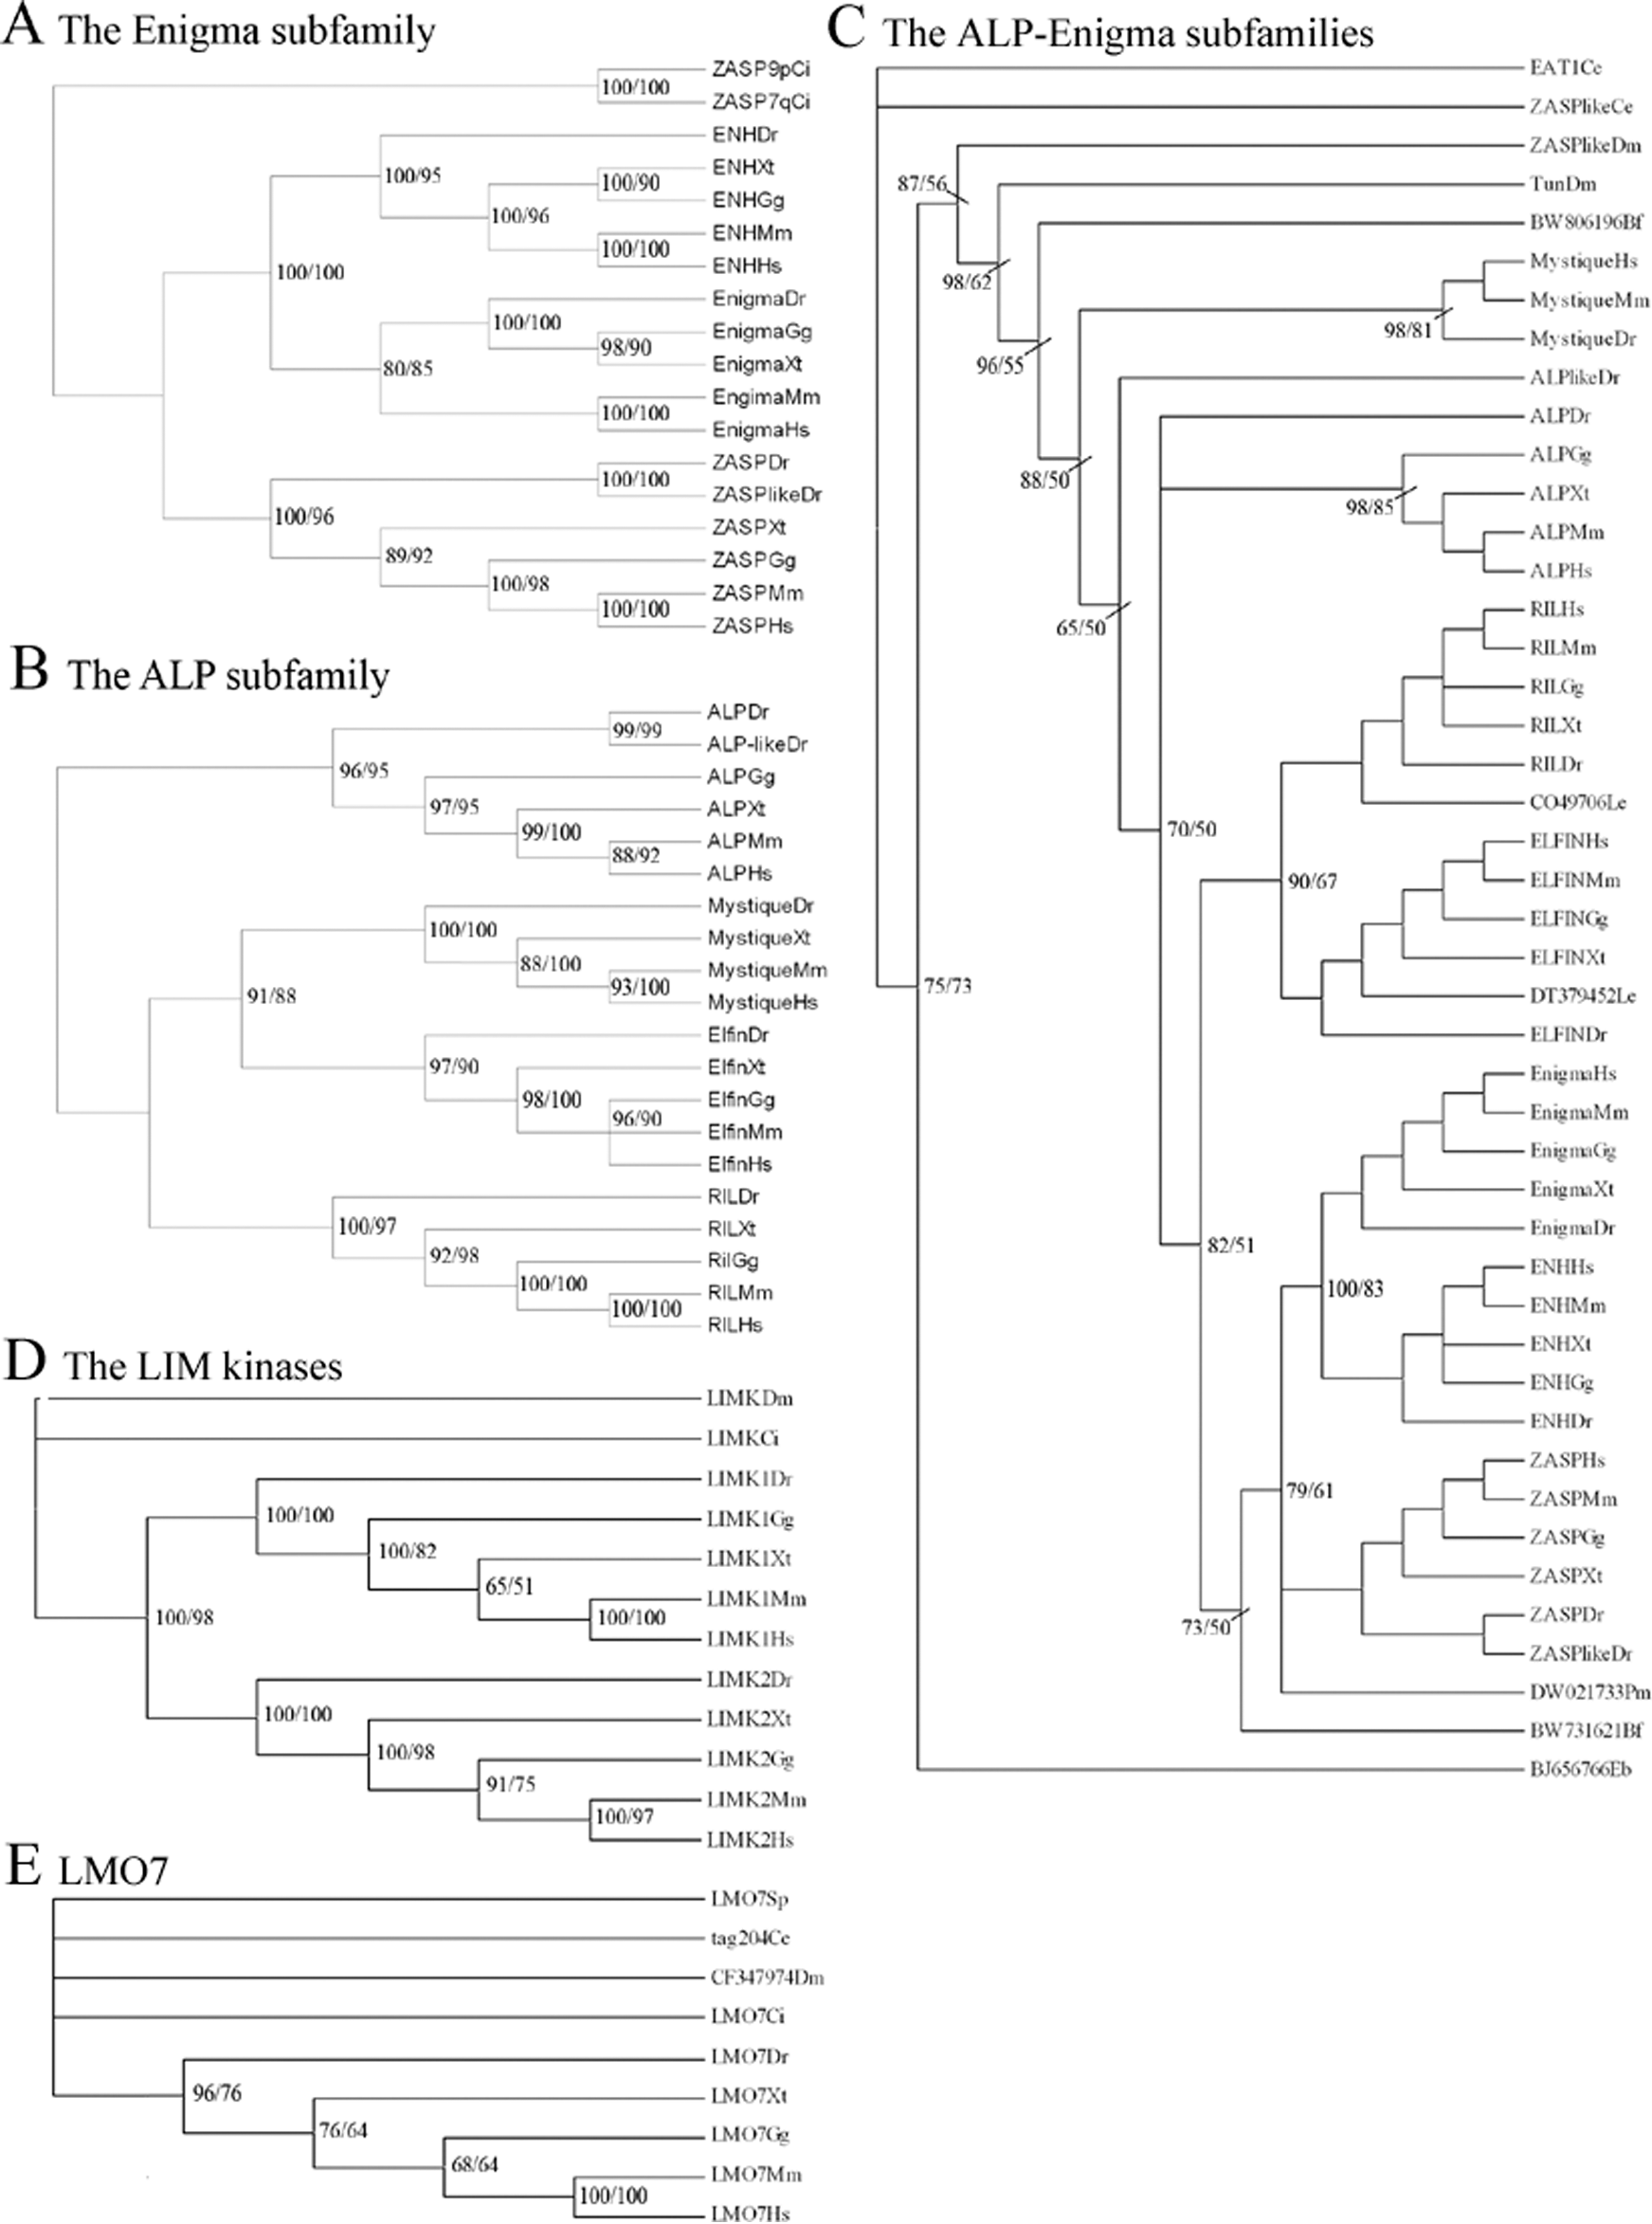 A The Enigma subfamily
ZASP9pCi
100/100
ZASP7qCi
ENHDr
100/95
ENHXt
100/90
ENHGg
100/96
ENHMm
100/100
ENHHs
100/100
EnigmaDr
100/100
EnigmaGg
98/90
EnigmaXt
80/85
EngimaMm
100/100
EnigmaHs
ZASPDr
100/100
ZASPlikeDr
100/96
ZASPXt
89/92
ZASPGg
100/98
ZASPMm
100/100
ZASPHs
B The ALP subfamily
ALPDr
99/99
ALP-likeDr
96/95
ALPGg
97/95
ALPXt
99/100
ALPMm
88/92
ALPHs
MystiqueDr
100/100
MystiqueXt
88/100
MystiqueMm
93/100
MystiqueHs
91/88
ElfinDr
97/90
ElfinXt
98/100
ElfinGg
96/90
ElfinMm
ElfinHs
RILDr
100/97
RILXt
92/98
RilGg
100/100
RILMm
100/100
RILHs
C The ALP-Enigma subfamilies
EAT1Ce
ZASPlikeCe
ZASPlikeDm
87/56
TunDm
BW806196Bf
98/62
MystiqueHs
MystiqueMm
98/81
MystiqueDr
96/55
ALPlikeDr
ALPDr
ALPGg
88/50
ALPXt
98/85
ALPMm
ALPHs
RILHs
65/50
RILMm
RILGg
RILXt
RILDr
CO49706Le
70/50
ELFINHs
ELFINMm
90/67
ELFINGg
ELFINXt
75/73
DT379452Le
ELFINDr
EnigmaHs
EnigmaMm
EnigmaGg
EnigmaXt
EnigmaDr
82/51
ENHHs
100/83
ENHMm
ENHXt
ENHGg
ENHDr
ZASPHs
79/61
ZASPMm
ZASPGg
ZASPXt
ZASPDr
73/50
ZASPlikeDr
DW021733Pm
BW731621Bf
BJ656766Eb
D The LIM kinases
LIMKDm
LIMKCi
LIMK1Dr
100/100
LIMK1Gg
100/82
LIMK1Xt
65/51
LIMK1Mm
100/100
LIMK1Hs
100/98
LIMK2Dr
100/100
LIMK2Xt
100/98
LIMK2Gg
91/75
LIMK2Mm
100/97
LIMK2Hs
E LMO7
LMO7Sp
tag204Ce
CF347974Dm
LMO7Ci
LMO7Dr
96/76
LMO7Xt
76/64
LMO7Gg
68/64
LMO7Mm
100/100
LMO7Hs